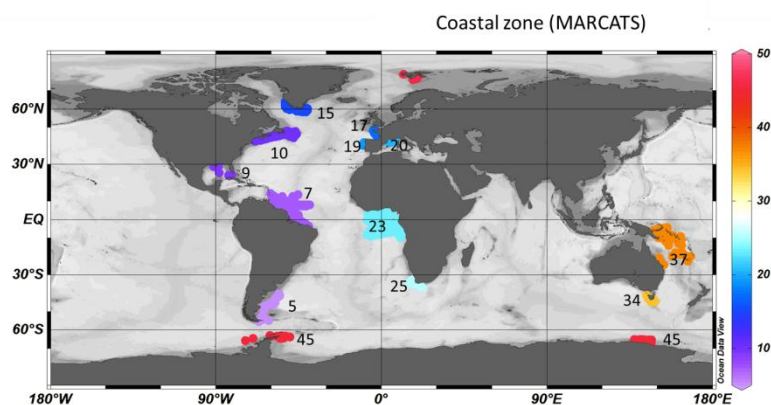 Coastal zone (MARCATS)
50
60°N
15
17
40
10
19
20
30°N
9
7
30
EQ
23
37
20
30°S
25
34
5
10
60°S
45
45
Ocean Data View
180°W
90°W
0°
90°E
180°E